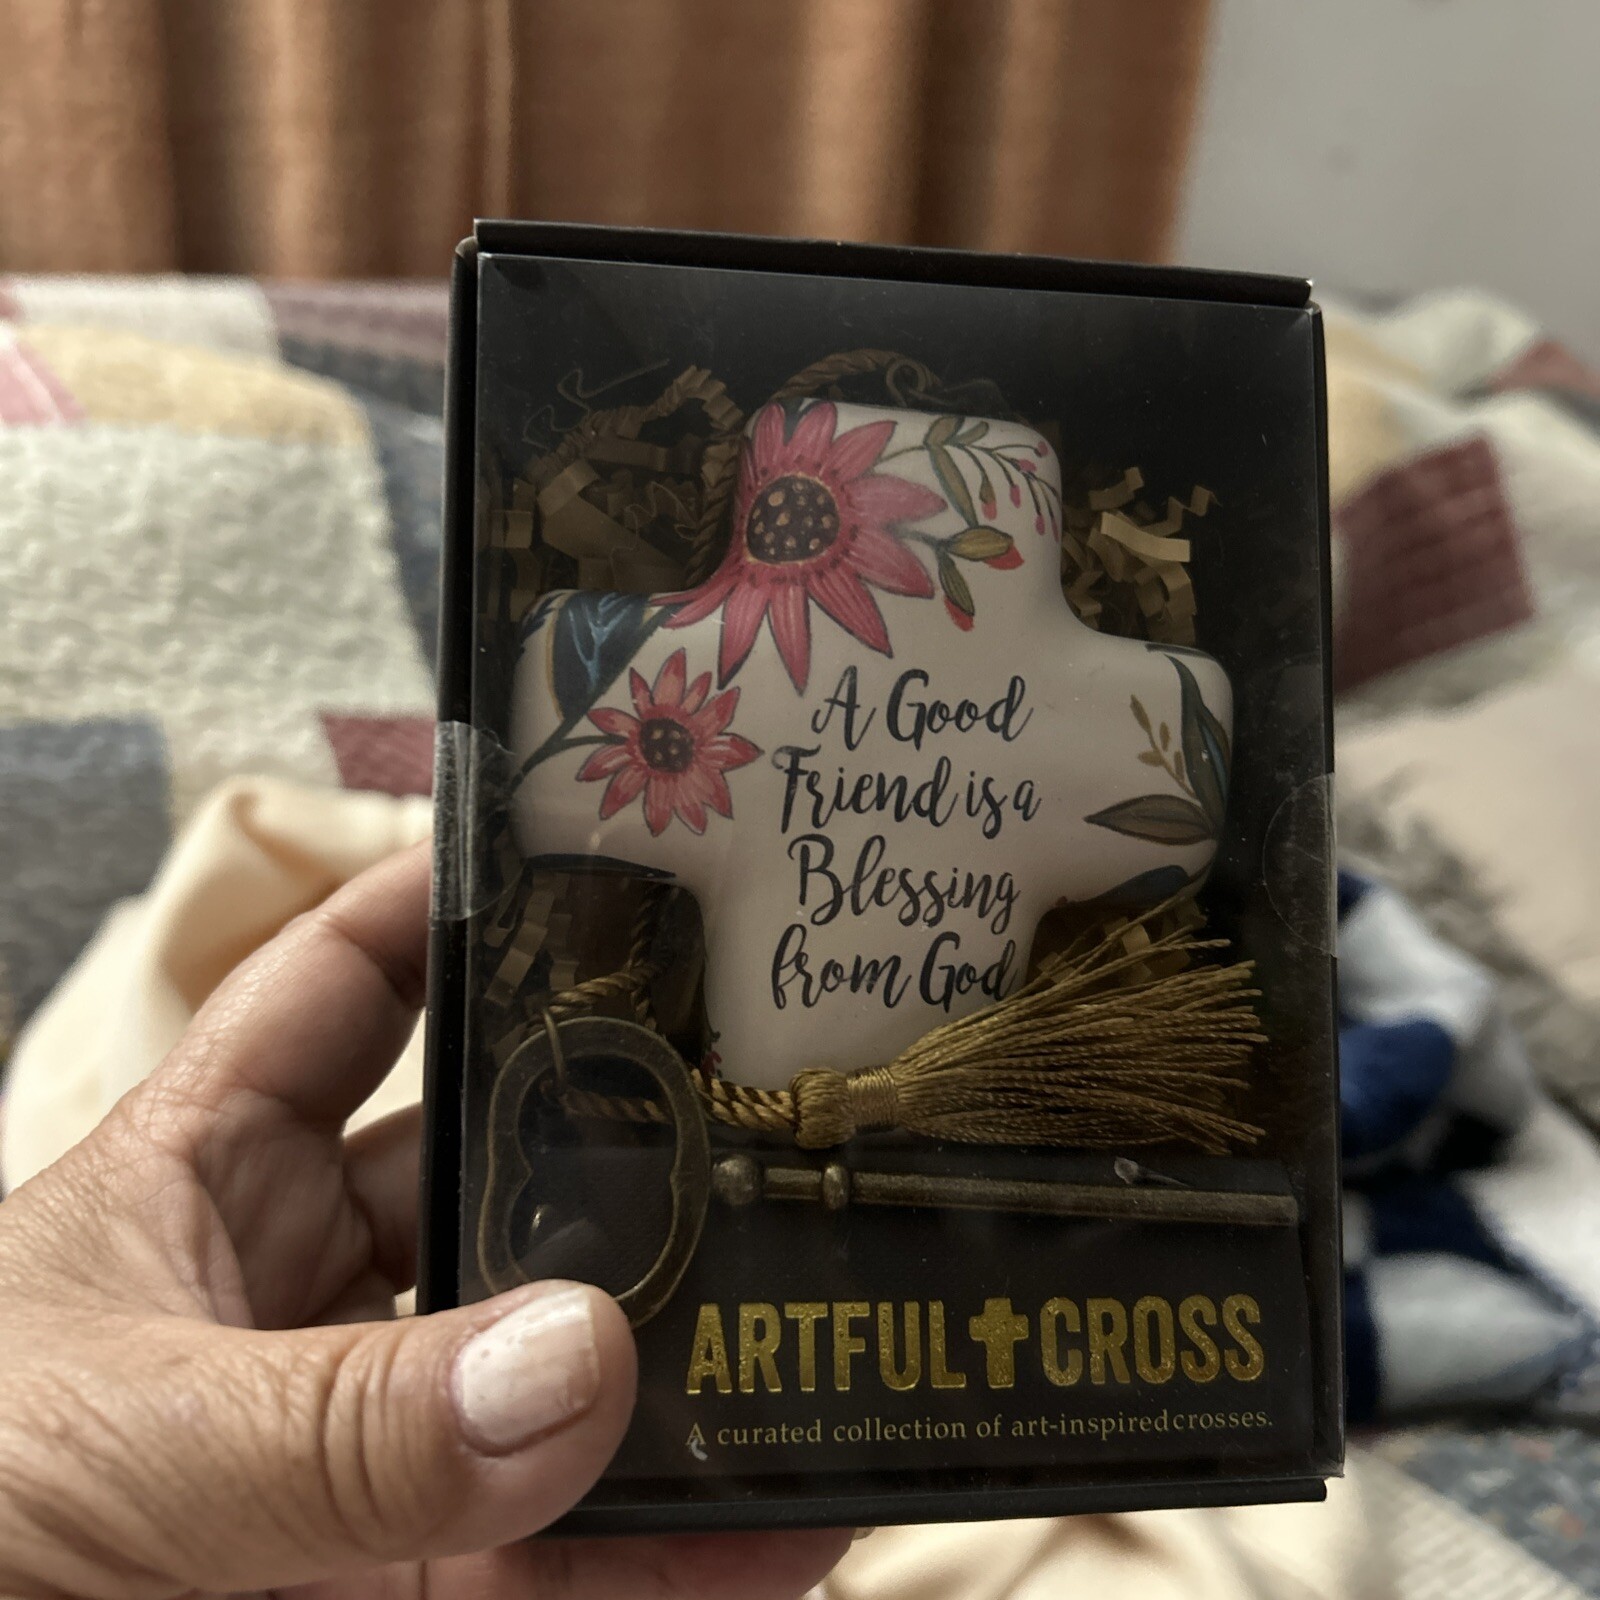 A Good
Friend is a
Blessing
from God
ARTFUL CROSS
A curated collection of art-inspired crosses.